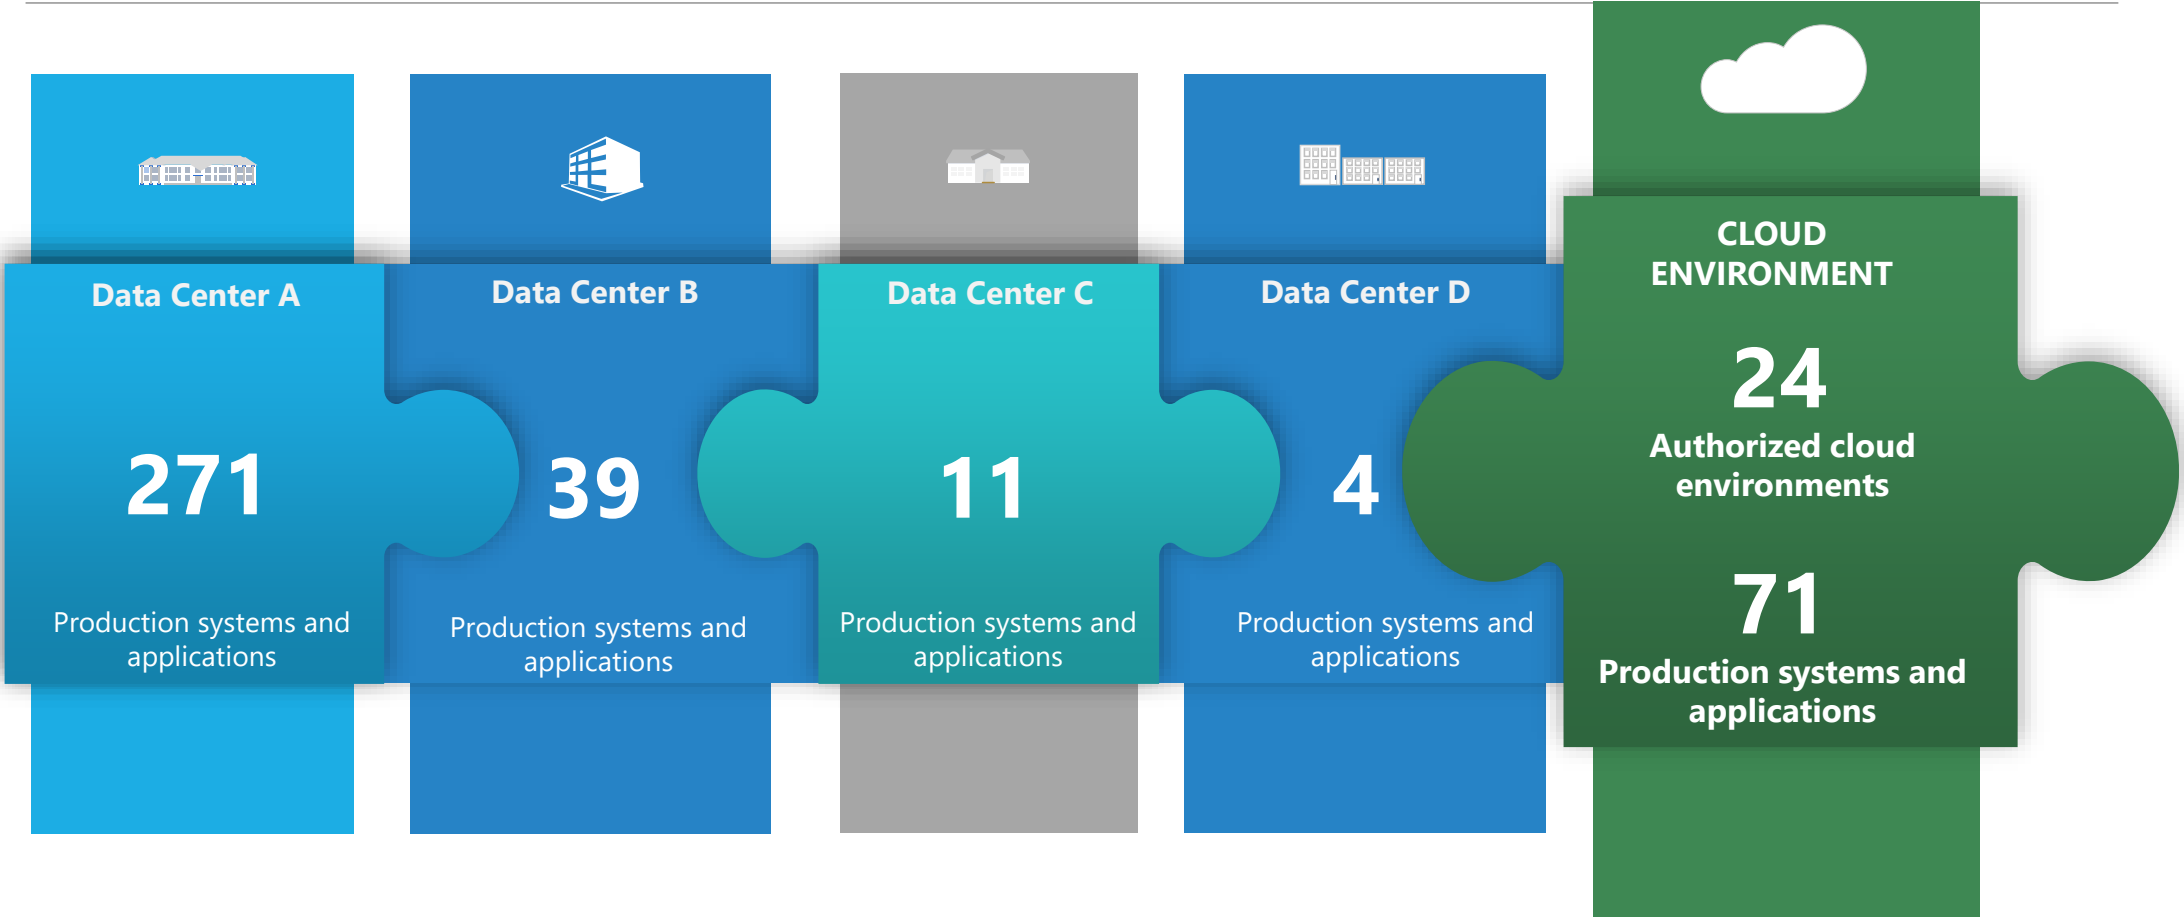 Data Center A
271
Production systems and
applications
Data Center B
39
Production systems and
applications
Data Center C
11
Production systems and
applications
Data Center D
4
Production systems and
applications
CLOUD
ENVIRONMENT
24
Authorized cloud
environments
71
Production systems and
applications